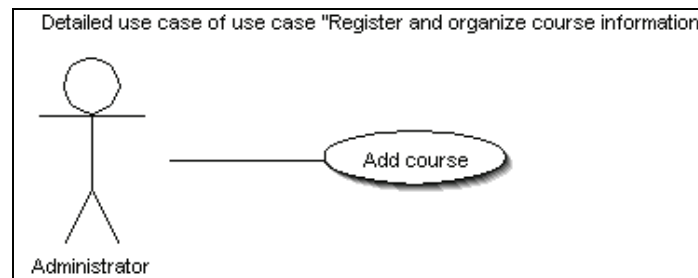 Detailed use case of use case "Register and organize course information
Add course
Administrator